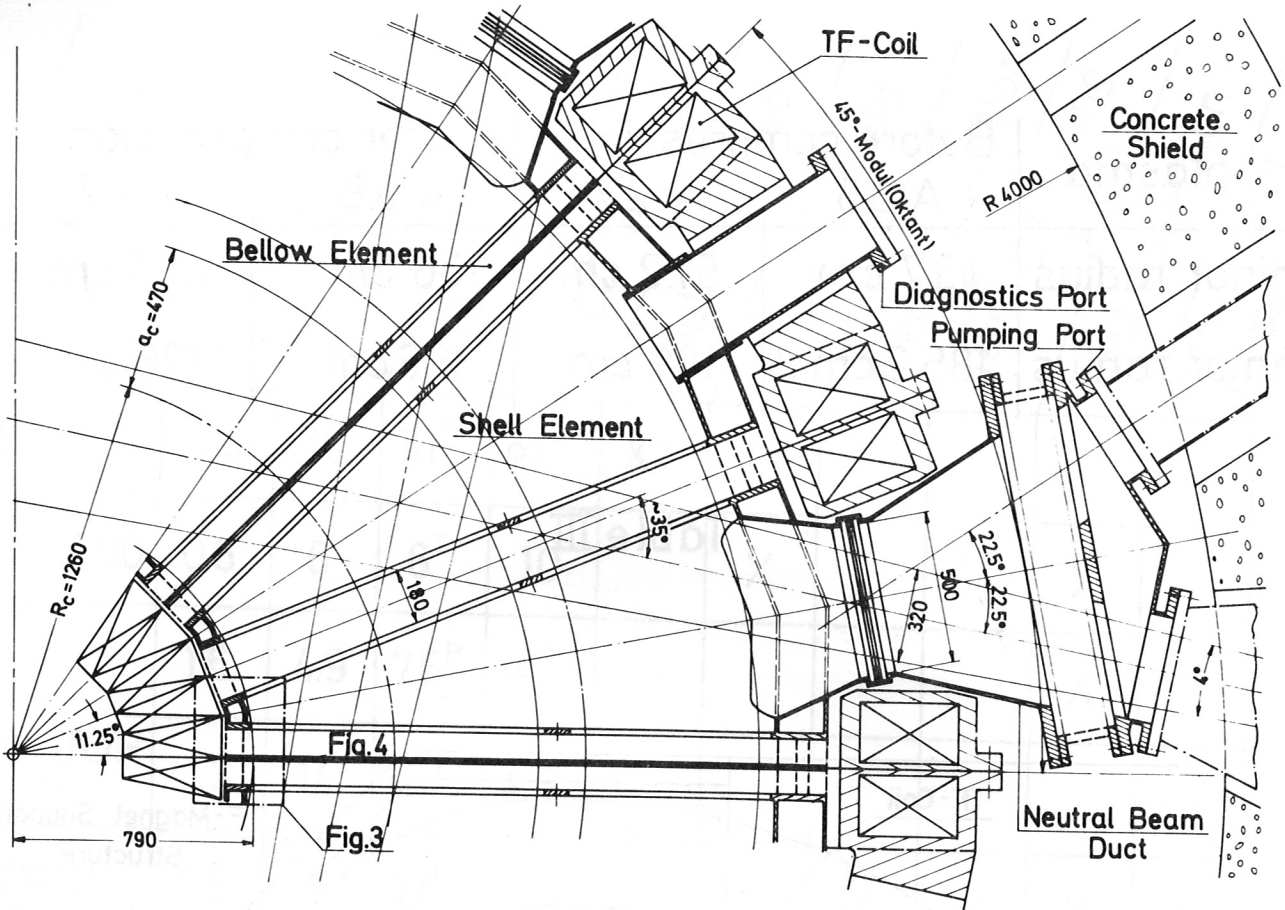 TF-Coil
45°-Modul(Oktant)
Concrete
Shield
R 4000
Bellow Element
Diagnostics Port
Pumping Port
a_c=470
Shell Element
~35°
R_c=1260
180
22.5°
22.5°
500
320
4°
11.25°
Fig.4
790
Fig.3
Neutral Beam
Duct